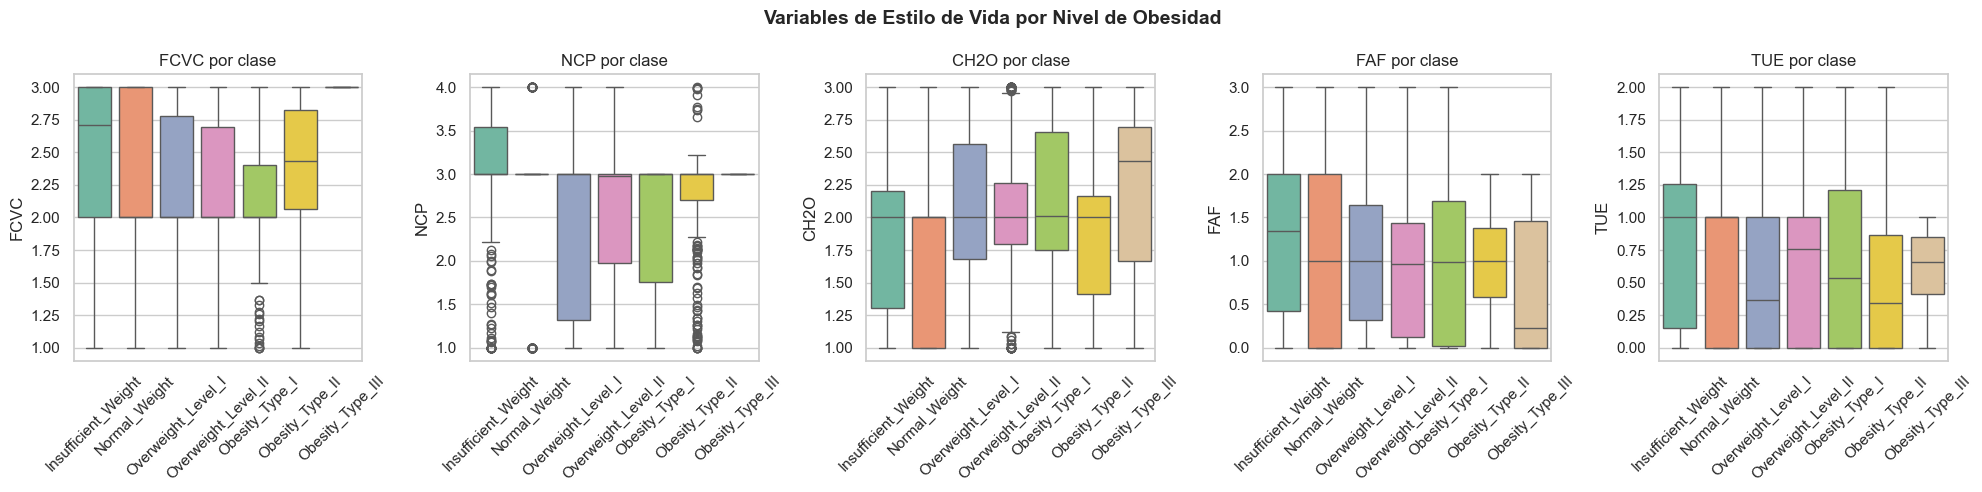 Variables de Estilo de Vida por Nivel de Obesidad
FCVC por clase
FCVC
3.00
2.75
2.50
2.25
2.00
1.75
1.50
1.25
1.00
Insufficient_Weight
Normal_Weight
Overweight_Level_I
Overweight_Level_II
Obesity_Type_I
Obesity_Type_II
Obesity_Type_III
NCP por clase
NCP
4.0
3.5
3.0
2.5
2.0
1.5
1.0
Insufficient_Weight
Normal_Weight
Overweight_Level_I
Overweight_Level_II
Obesity_Type_I
Obesity_Type_II
Obesity_Type_III
CH2O por clase
CH2O
3.00
2.75
2.50
2.25
2.00
1.75
1.50
1.25
1.00
Insufficient_Weight
Normal_Weight
Overweight_Level_I
Overweight_Level_II
Obesity_Type_I
Obesity_Type_II
Obesity_Type_III
FAF por clase
FAF
3.0
2.5
2.0
1.5
1.0
0.5
0.0
Insufficient_Weight
Normal_Weight
Overweight_Level_I
Overweight_Level_II
Obesity_Type_I
Obesity_Type_II
Obesity_Type_III
TUE por clase
TUE
2.00
1.75
1.50
1.25
1.00
0.75
0.50
0.25
0.00
Insufficient_Weight
Normal_Weight
Overweight_Level_I
Overweight_Level_II
Obesity_Type_I
Obesity_Type_II
Obesity_Type_III